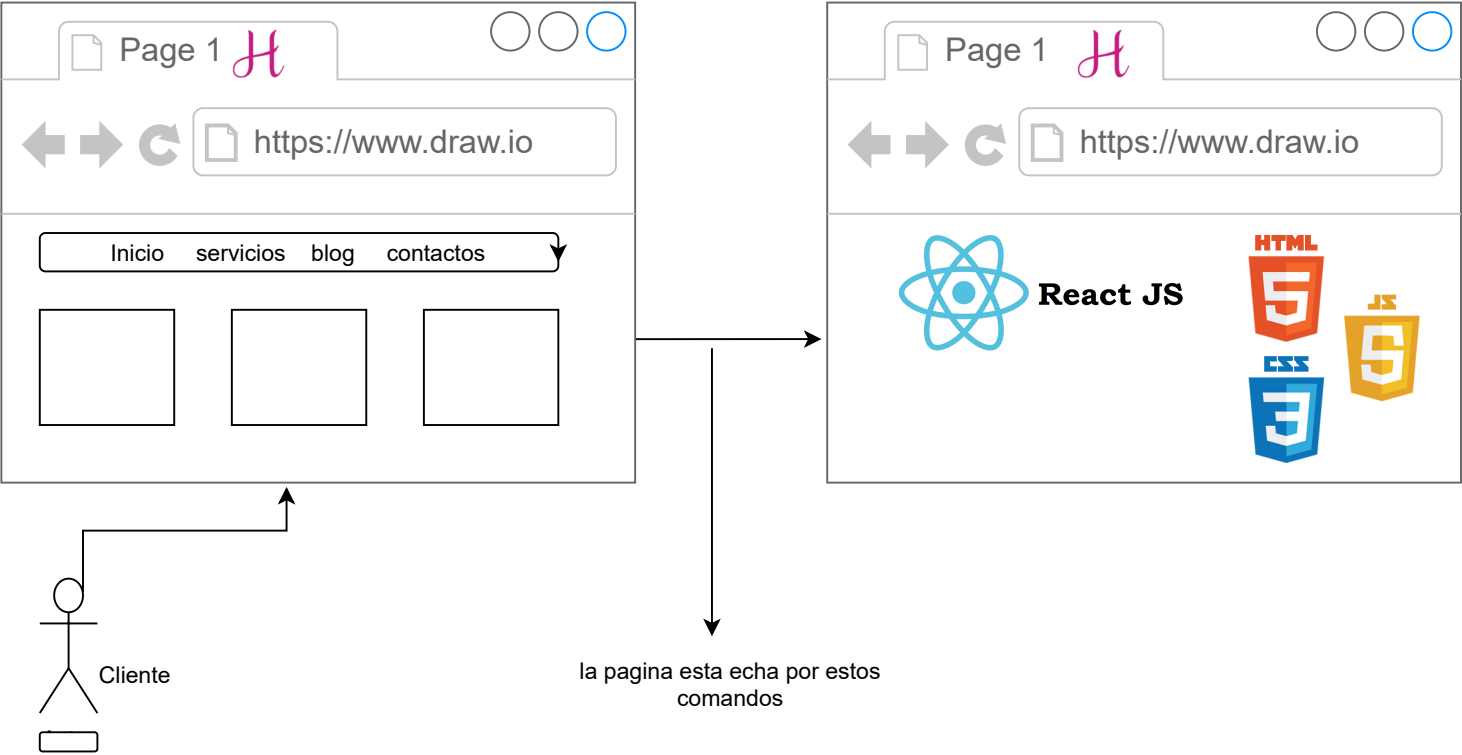 Page 1 H
https://www.draw.io
Inicio servicios blog contactos
Page 1 H
https://www.draw.io
React JS
HTML
5
JS
5
CSS
3
Cliente
la pagina esta echa por estos
comandos